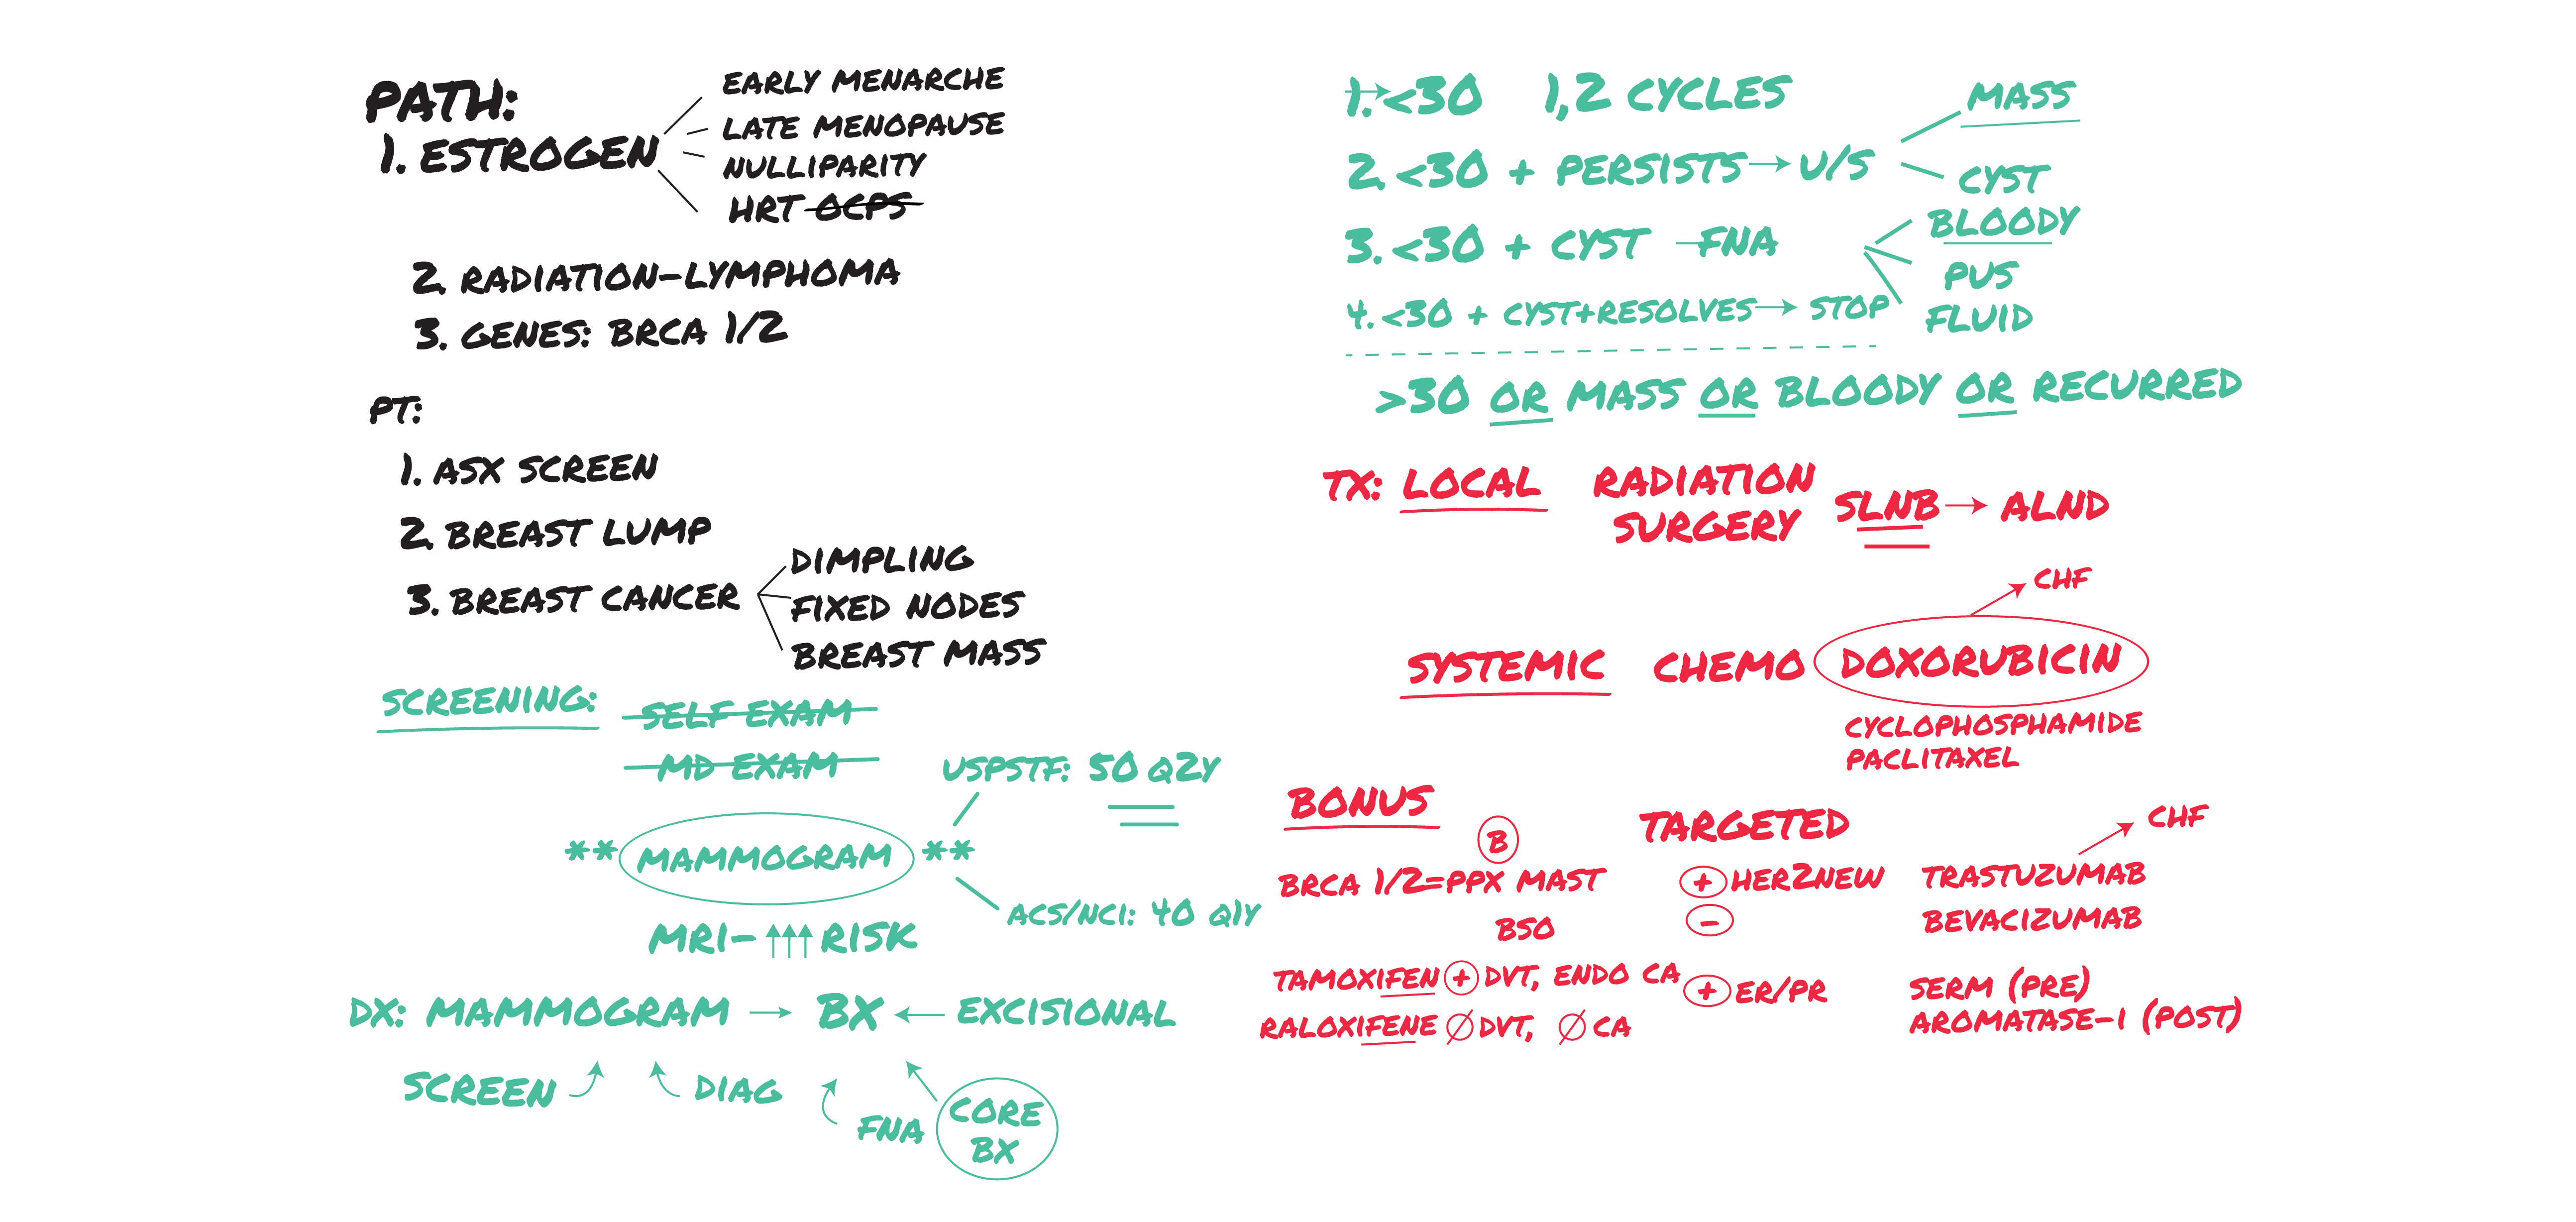 PATH:
1. ESTROGEN
EARLY MENARCHE
LATE MENOPAUSE
NULLIPARITY
HRT OCPS
2. RADIATION-LYMPHOMA
3. GENES: BRCA 1/2
PT:
1. ASX SCREEN
2. BREAST LUMP
3. BREAST CANCER
DIMPLING
FIXED NODES
BREAST MASS
SCREENING:
SELF EXAM
MD EXAM
** MAMMOGRAM **
USPSTF: 50 Q2Y
ACS/NCI: 40 Q1Y
MRI- ↑↑↑ RISK
DX: MAMMOGRAM → BX ← EXCISIONAL
SCREEN
DIAG
FNA
CORE
BX
1. → <30 1,2 CYCLES
2. <30 + PERSISTS → U/S
MASS
CYST
3. <30 + CYST → FNA
BLOODY
PUS
FLUID
4. <30 + CYST+RESOLVES → STOP
>30 OR MASS OR BLOODY OR RECURRED
TX: LOCAL
RADIATION
SURGERY
SLNB → ALND
SYSTEMIC CHEMO DOXORUBICIN
CHF
CYCLOPHOSPHAMIDE
PACLITAXEL
BONUS
B
BRCA 1/2=PPX MAST
BSO
TAMOXIFEN + DVT, ENDO CA
RALOXIFENE Ø DVT, Ø CA
TARGETED
+ HER2NEW TRASTUZUMAB
CHF
- BEVACIZUMAB
+ ER/PR SERM (PRE)
AROMATASE-I (POST)